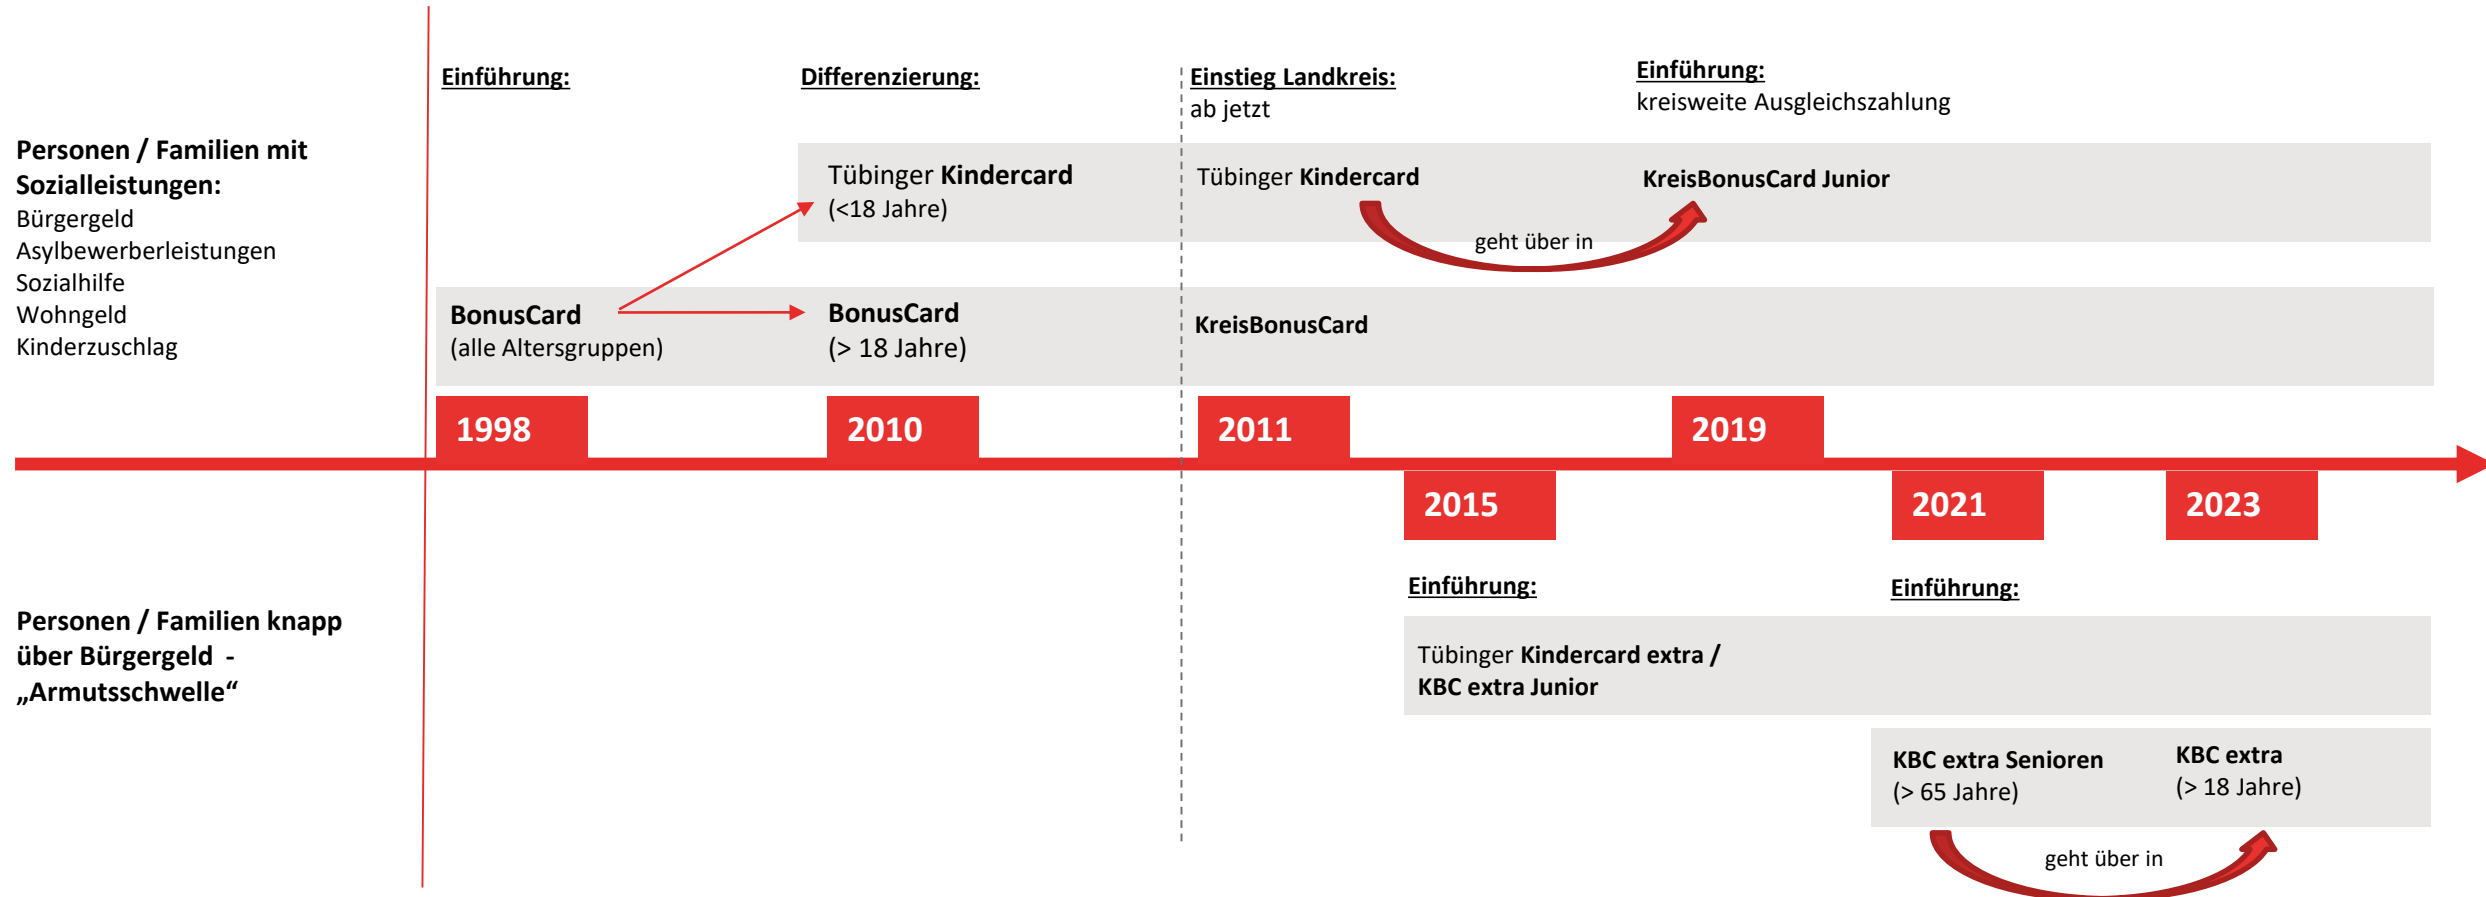 Einführung:
Differenzierung:
Einstieg Landkreis:
ab jetzt
Einführung:
kreisweite Ausgleichszahlung
Personen / Familien mit
Sozialleistungen:
Bürgergeld
Asylbewerberleistungen
Sozialhilfe
Wohngeld
Kinderzuschlag
Tübinger Kindercard
(<18 Jahre)
Tübinger Kindercard
KreisBonusCard Junior
geht über in
BonusCard
(alle Altersgruppen)
BonusCard
(> 18 Jahre)
KreisBonusCard
1998
2010
2011
2019
2015
2021
2023
Personen / Familien knapp
über Bürgergeld -
„Armutsschwelle“
Einführung:
Einführung:
Tübinger Kindercard extra /
KBC extra Junior
KBC extra Senioren
(> 65 Jahre)
KBC extra
(> 18 Jahre)
geht über in